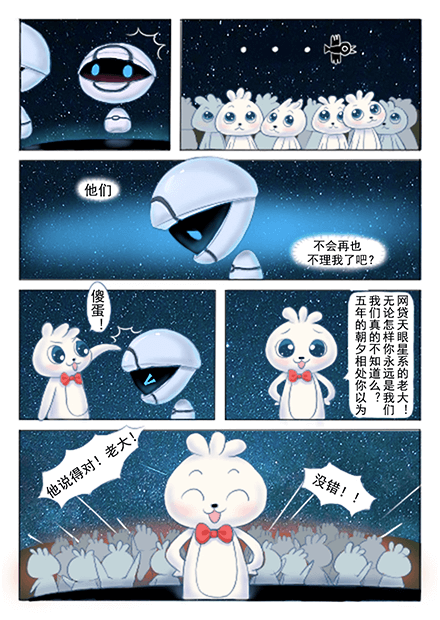 他们
不会再也
不理我了吧?
傻蛋!
五年的朝夕相处你以为
我们真的不知道么?
无论怎样你永远是我们
网贷天眼星系的老大!
他说得对!老大!
没错!!